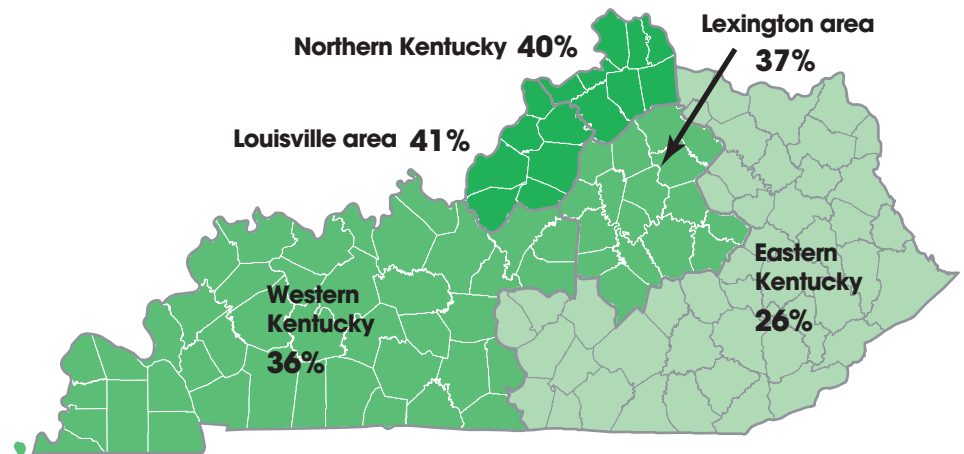 Lexington area
37%
Northern Kentucky 40%
Louisville area 41%
Eastern
Kentucky
26%
Western
Kentucky
36%